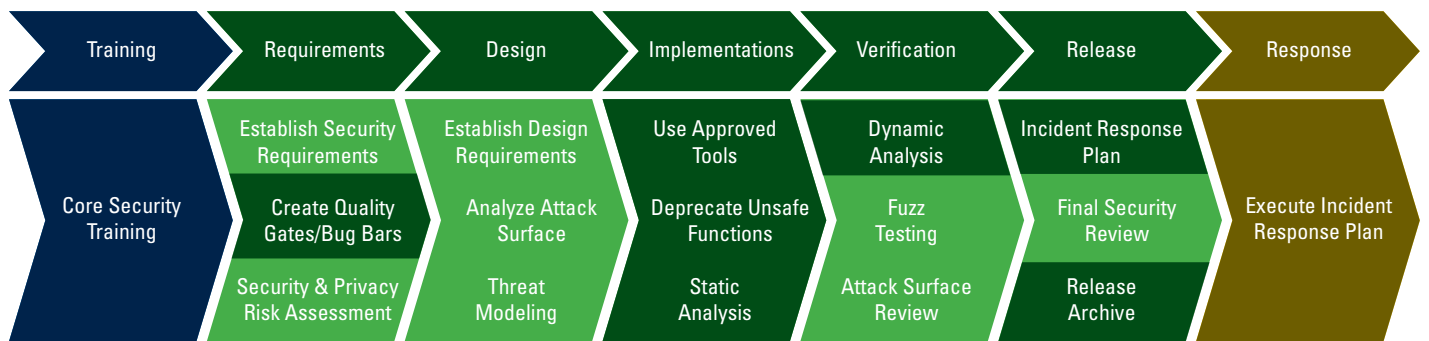 Training
Requirements
Design
Implementations
Verification
Release
Response
Core Security
Training
Establish Security
Requirements
Create Quality
Gates/Bug Bars
Security & Privacy
Risk Assessment
Establish Design
Requirements
Analyze Attack
Surface
Threat
Modeling
Use Approved
Tools
Deprecate Unsafe
Functions
Static
Analysis
Dynamic
Analysis
Fuzz
Testing
Attack Surface
Review
Incident Response
Plan
Final Security
Review
Release
Archive
Execute Incident
Response Plan